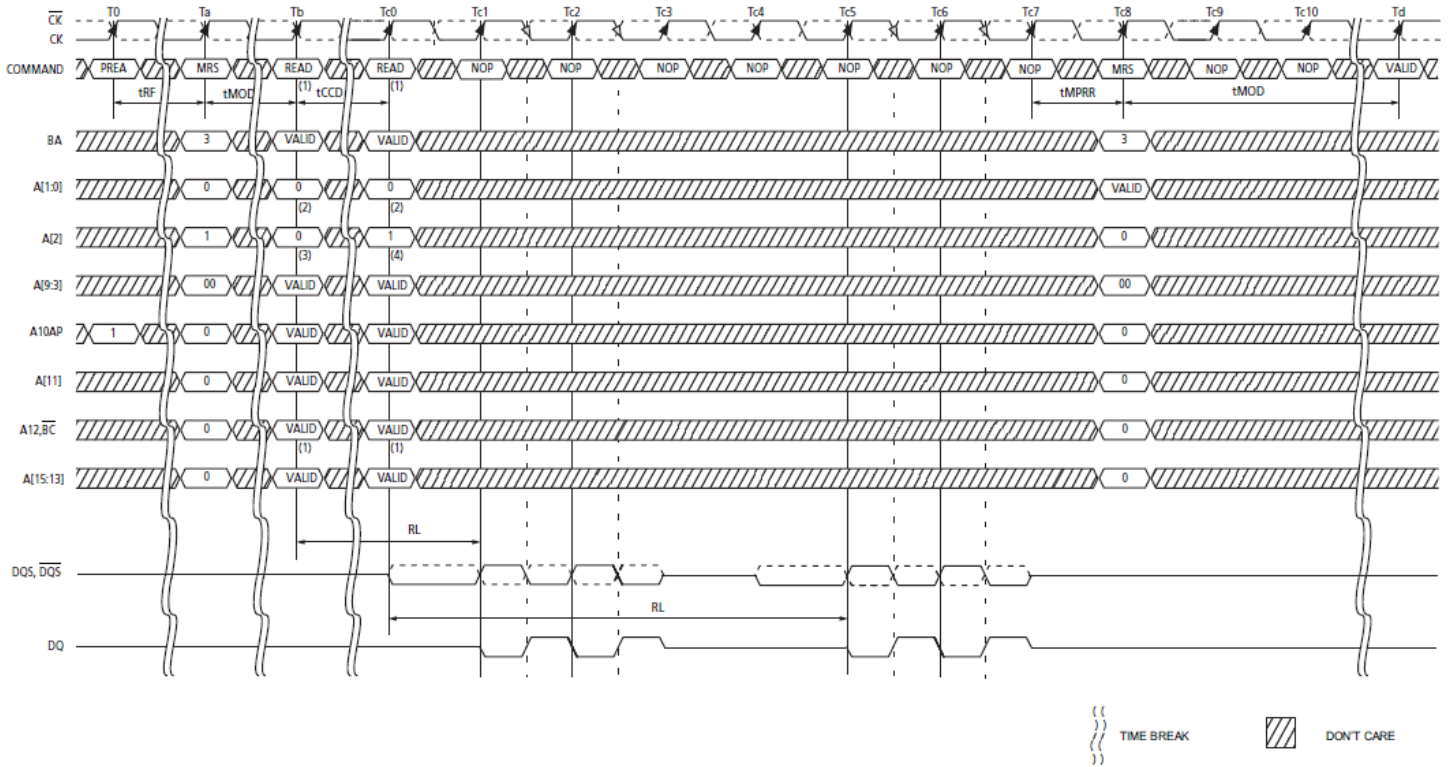 T0 Ta Tb Tc0 Tc1 Tc2 Tc3 Tc4 Tc5 Tc6 Tc7 Tc8 Tc9 Tc10 Td
C̅K̅
CK
COMMAND PREA MRS READ READ NOP NOP NOP NOP NOP NOP NOP MRS NOP NOP VALID
(1) (1)
tRF tMOD tCCD tMPRR tMOD
BA 3 VALID VALID 3
A[1:0] 0 0 0 VALID
(2) (2)
A[2] 1 0 1 0
(3) (4)
A[9:3] 00 VALID VALID 00
A10AP 1 0 VALID VALID 0
A[11] 0 VALID VALID 0
A12,B̅C̅ 0 VALID VALID 0
(1) (1)
A[15:13] 0 VALID VALID 0
RL
DQS, D̅Q̅S̅
RL
DQ
TIME BREAK DON'T CARE